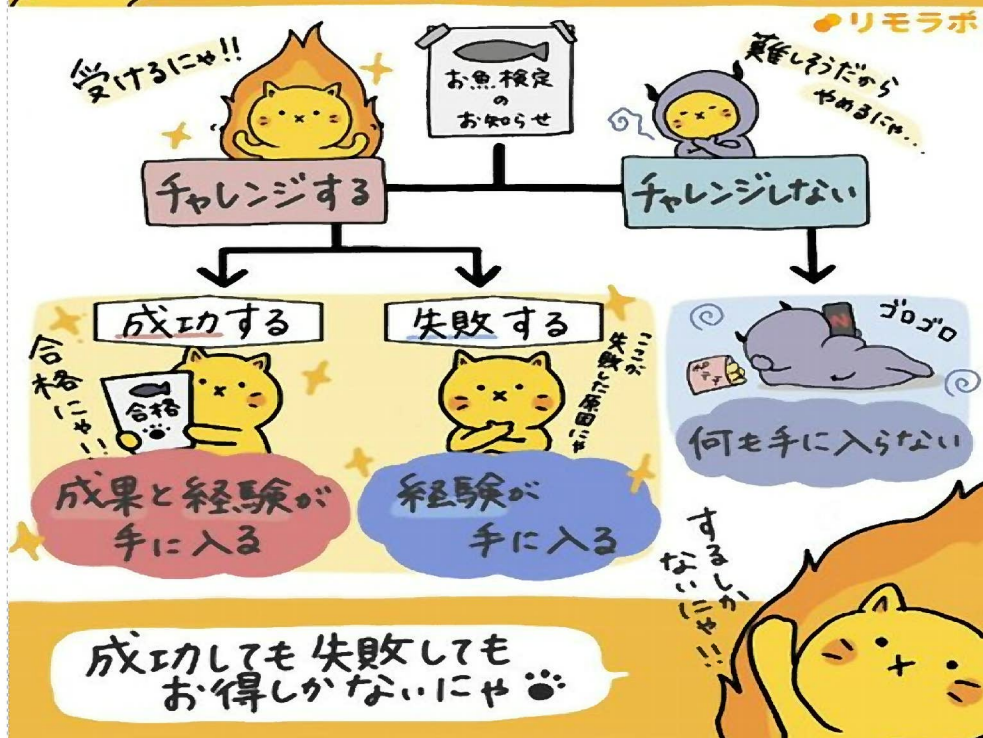 リモラボ
受けるにゃ!!
お魚検定
の
お知らせ
難しそうだから
やめるにゃ...
チャレンジする
チャレンジしない
成功する
合格にゃ!!
合格
成果と経験が
手に入る
失敗する
ここが
失敗した原因にゃ
経験が
手に入る
ゴロゴロ
ポテチ
N
何も手に入らない
するしか
ないにゃ!!
成功しても失敗しても
お得しかないにゃ